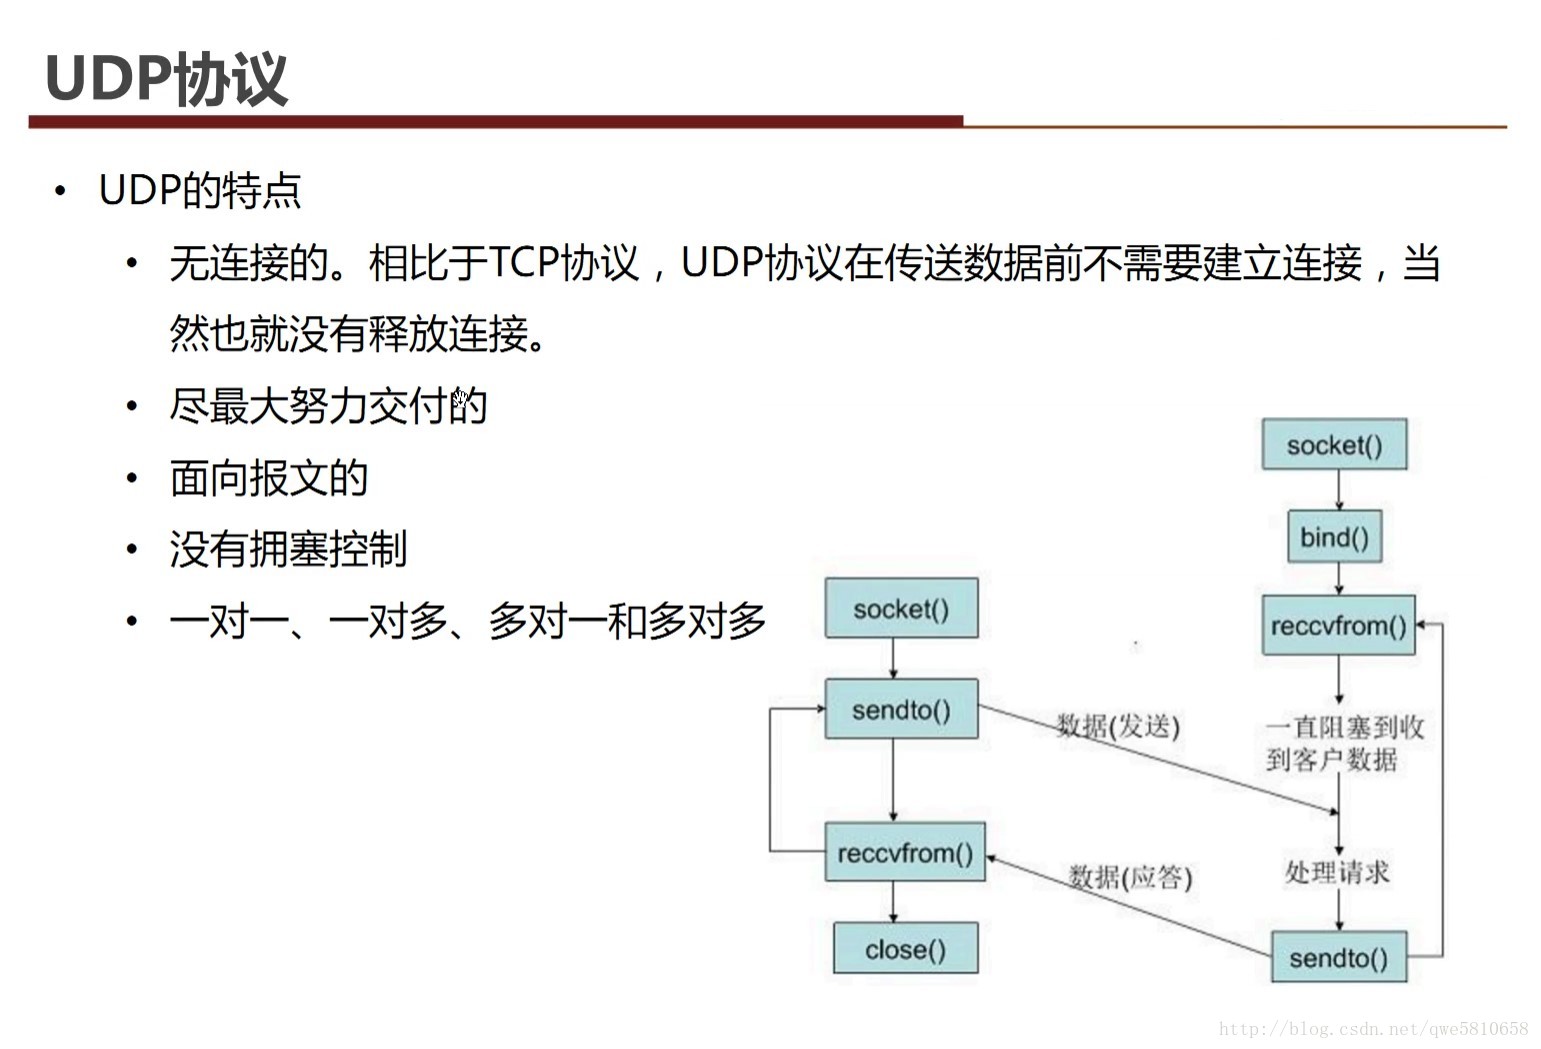 UDP协议
• UDP的特点
• 无连接的。相比于TCP协议，UDP协议在传送数据前不需要建立连接，当
然也就没有释放连接。
• 尽最大努力交付的
• 面向报文的
• 没有拥塞控制
• 一对一、一对多、多对一和多对多
socket()
sendto()
reccvfrom()
close()
数据(发送)
数据(应答)
socket()
bind()
reccvfrom()
一直阻塞到收
到客户数据
处理请求
sendto()
http://blog.csdn.net/qwe5810658